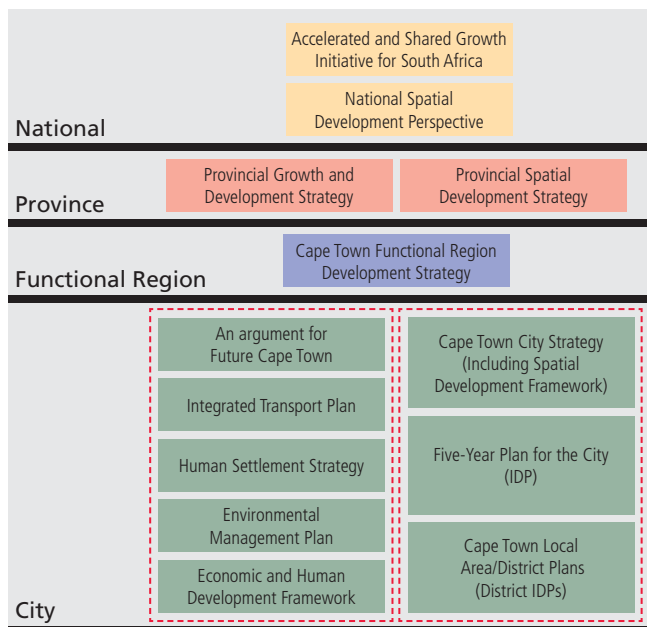 Accelerated and Shared Growth
Initiative for South Africa
National Spatial
Development Perspective
National
Provincial Growth and
Development Strategy
Provincial Spatial
Development Strategy
Province
Cape Town Functional Region
Development Strategy
Functional Region
An argument for
Future Cape Town
Integrated Transport Plan
Human Settlement Strategy
Environmental
Management Plan
Economic and Human
Development Framework
Cape Town City Strategy
(Including Spatial
Development Framework)
Five-Year Plan for the City
(IDP)
Cape Town Local
Area/District Plans
(District IDPs)
City